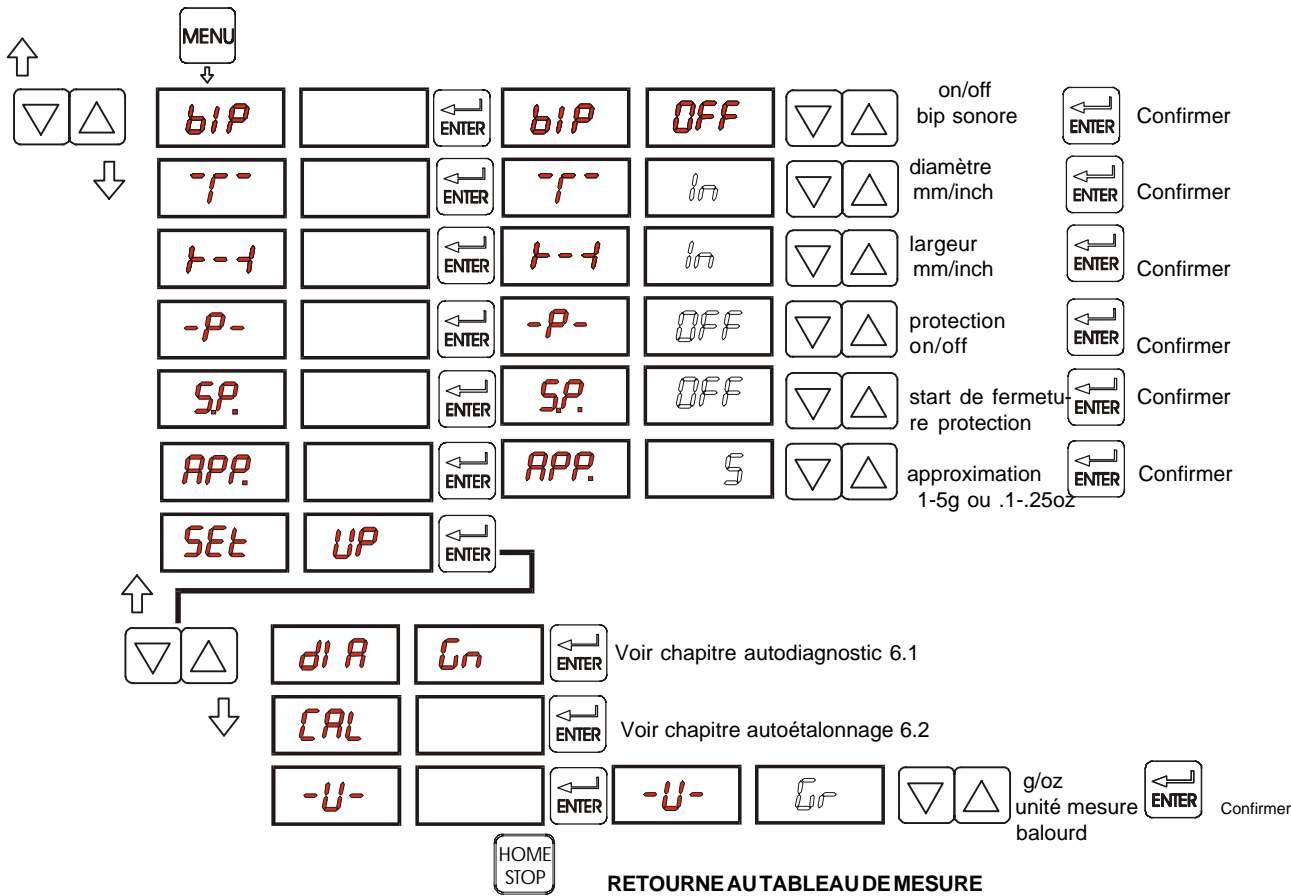 MENU
bIP ENTER bIP OFF on/off
bip sonore ENTER Confirmer
-T- ENTER -T- In diamètre
mm/inch ENTER Confirmer
|--| ENTER |--| In largeur
mm/inch ENTER Confirmer
-P- ENTER -P- OFF protection
on/off ENTER Confirmer
S.P. ENTER S.P. OFF start de fermetu-
re protection ENTER Confirmer
APP. ENTER APP. 5 approximation
1-5g ou .1-.25oz ENTER Confirmer
SEt UP ENTER
dI A Gn ENTER Voir chapitre autodiagnostic 6.1
CAL ENTER Voir chapitre autoétalonnage 6.2
-U- ENTER -U- Gr g/oz
unité mesure
balourd ENTER Confirmer
HOME
STOP RETOURNE AU TABLEAU DE MESURE